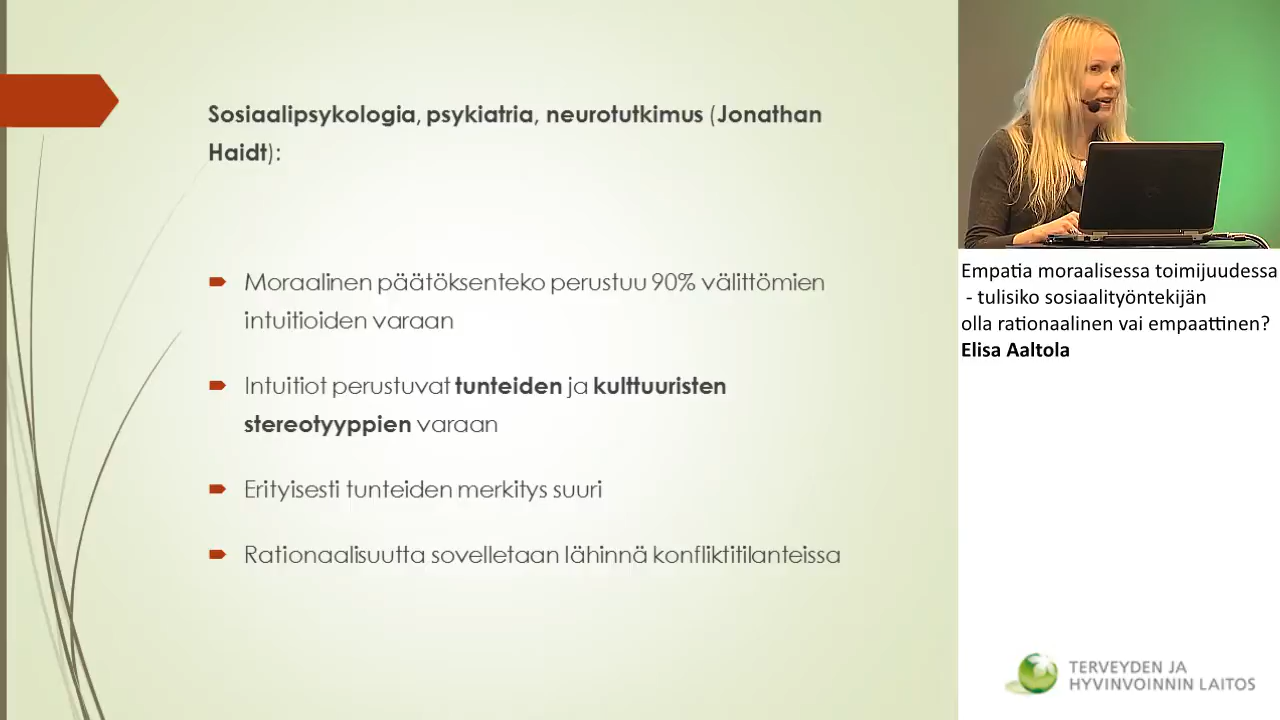 Sosiaalipsykologia, psykiatria, neurotutkimus (Jonathan
Haidt):
Moraalinen päätöksenteko perustuu 90% välittömien
intuitioiden varaan
Intuitiot perustuvat tunteiden ja kulttuuristen
stereotyyppien varaan
Erityisesti tunteiden merkitys suuri
Rationaalisuutta sovelletaan lähinnä konfliktitilanteissa
Empatia moraalisessa toimijuudessa
- tulisiko sosiaalityöntekijän
olla rationaalinen vai empaattinen?
Elisa Aaltola
TERVEYDEN JA
HYVINVOINNIN LAITOS